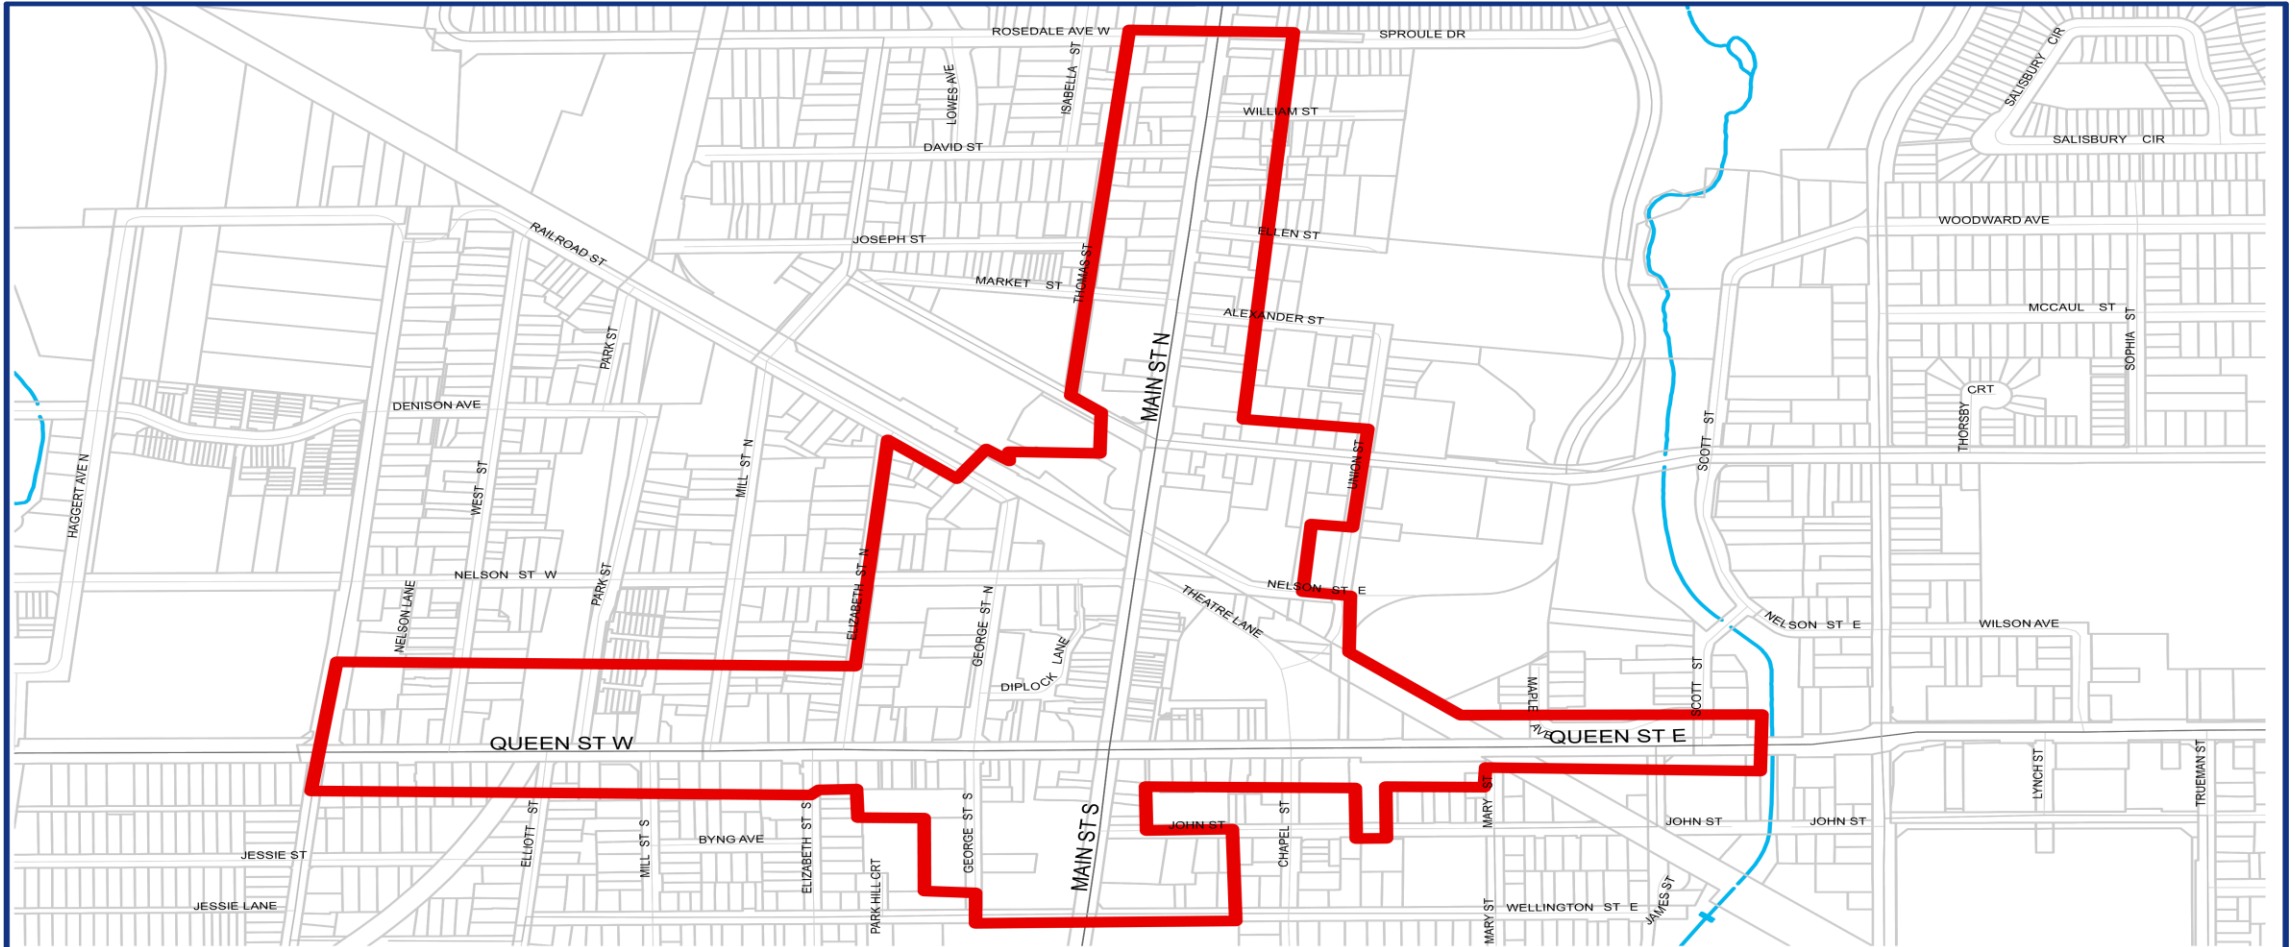 ROSEDALE AVE W
SPROULE DR
SALISBURY CIR
LOWES AVE
ISABELLA ST
WILLIAM ST
SALISBURY CIR
DAVID ST
WOODWARD AVE
RAILROAD ST
JOSEPH ST
ELLEN ST
THOMAS ST
MARKET ST
MCCAUL ST
ALEXANDER ST
SOPHIA ST
PARK ST
MAIN ST N
CRT
THORSBY
DENISON AVE
SCOTT ST
HAGGERT AVE N
WEST ST
MILL ST N
UNION ST
NELSON ST W
PARK ST
NELSON LANE
ELIZABETH ST N
GEORGE ST N
NELSON ST E
THEATRE LANE
NELSON ST E
WILSON AVE
DIPLOCK LANE
MAPLE AVE
SCOTT ST
QUEEN ST W
QUEEN ST E
LYNCH ST
TRUEMAN ST
MARY ST
JOHN ST
JOHN ST
JOHN ST
ELLIOTT ST
MILL ST S
BYNG AVE
ELIZABETH ST S
GEORGE ST S
MAIN ST S
CHAPEL ST
JESSIE ST
PARK HILL CRT
JESSIE LANE
WELLINGTON ST E
MARY ST
JAMES ST